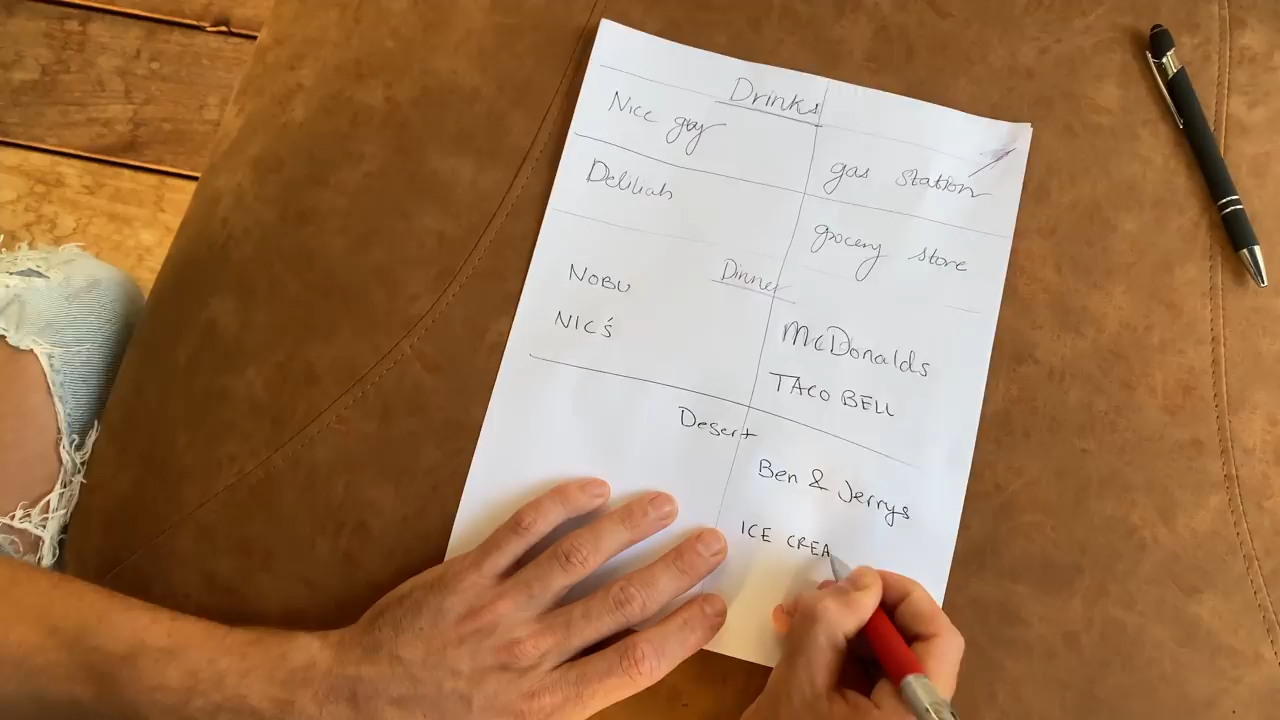 Drinks
Nice guy
gas station
Delilah
grocery store
Dinner
NOBU
McDonalds
NIC'S
TACO BELL
Desert
Ben & Jerrys
ICE CREA